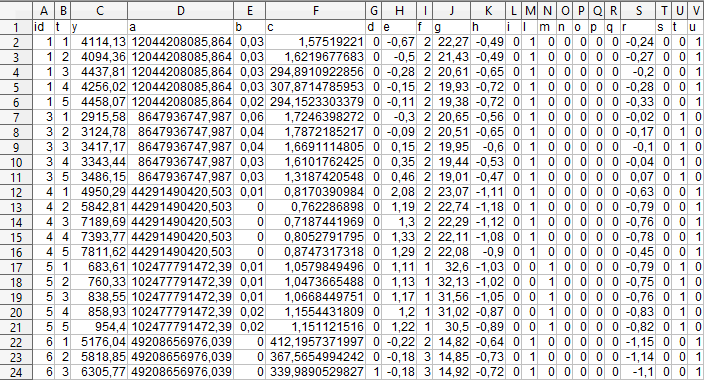 A B C D E F G H I J K L M N O P Q R S T U V
1 id t y a b c d e f g h i l m n o p q r s t u
2 1 1 4114,13 12044208085,864 0,03 1,57519221 0 -0,67 2 22,27 -0,49 0 1 0 0 0 0 0 -0,24 0 0 1
3 1 2 4094,36 12044208085,864 0,03 1,6219677683 0 -0,5 2 21,43 -0,49 0 1 0 0 0 0 0 -0,27 0 0 1
4 1 3 4437,81 12044208085,864 0,03 294,8910922856 0 -0,28 2 20,61 -0,65 0 1 0 0 0 0 0 -0,2 0 0 1
5 1 4 4256,02 12044208085,864 0,03 307,8714785953 0 -0,15 2 19,93 -0,72 0 1 0 0 0 0 0 -0,28 0 0 1
6 1 5 4458,07 12044208085,864 0,02 294,1523303379 0 -0,11 2 19,38 -0,72 0 1 0 0 0 0 0 -0,33 0 0 1
7 3 1 2915,58 8647936747,987 0,06 1,7246398272 0 -0,3 2 20,65 -0,56 0 1 0 0 0 0 0 -0,02 0 1 0
8 3 2 3124,78 8647936747,987 0,04 1,7872185217 0 -0,09 2 20,51 -0,65 0 1 0 0 0 0 0 -0,17 0 1 0
9 3 3 3417,17 8647936747,987 0,04 1,6691114805 0 0,15 2 19,95 -0,6 0 1 0 0 0 0 0 -0,1 0 1 0
10 3 4 3343,44 8647936747,987 0,03 1,6101762425 0 0,35 2 19,44 -0,53 0 1 0 0 0 0 0 -0,04 0 1 0
11 3 5 3486,15 8647936747,987 0,03 1,3187420548 0 0,46 2 19,01 -0,47 0 1 0 0 0 0 0 0,07 0 1 0
12 4 1 4950,29 44291490420,503 0,01 0,8170390984 0 2,08 2 23,07 -1,11 0 1 0 0 0 0 0 -0,63 0 0 1
13 4 2 5842,81 44291490420,503 0 0,762286898 0 1,19 2 22,74 -1,18 0 1 0 0 0 0 0 -0,79 0 0 1
14 4 3 7189,69 44291490420,503 0 0,7187441969 0 1,3 2 22,29 -1,12 0 1 0 0 0 0 0 -0,76 0 0 1
15 4 4 7393,77 44291490420,503 0 0,8052791795 0 1,33 2 22,11 -1,08 0 1 0 0 0 0 0 -0,78 0 0 1
16 4 5 7811,62 44291490420,503 0 0,8747317318 0 1,29 2 22,08 -0,9 0 1 0 0 0 0 0 -0,45 0 0 1
17 5 1 683,61 102477791472,39 0,01 1,0579849496 0 1,11 1 32,6 -1,03 0 0 1 0 0 0 0 -0,79 0 1 0
18 5 2 760,33 102477791472,39 0,01 1,0473665488 0 1,13 1 32,13 -1,02 0 0 1 0 0 0 0 -0,75 0 1 0
19 5 3 838,55 102477791472,39 0,01 1,0668449751 0 1,17 1 31,56 -1,05 0 0 1 0 0 0 0 -0,76 0 1 0
20 5 4 858,93 102477791472,39 0,02 1,1554431809 0 1,2 1 31,02 -0,87 0 0 1 0 0 0 0 -0,83 0 1 0
21 5 5 954,4 102477791472,39 0,02 1,151121516 0 1,22 1 30,5 -0,89 0 0 1 0 0 0 0 -0,82 0 1 0
22 6 1 5176,04 49208656976,039 0 412,1957371997 0 -0,22 2 14,82 -0,64 0 1 0 0 0 0 0 -1,15 0 0 1
23 6 2 5818,85 49208656976,039 0 367,5654994242 0 -0,18 3 14,85 -0,73 0 1 0 0 0 0 0 -1,14 0 0 1
24 6 3 6305,77 49208656976,039 0 339,9890529827 1 -0,18 3 14,92 -0,72 0 1 0 0 0 0 0 -1,1 0 0 1